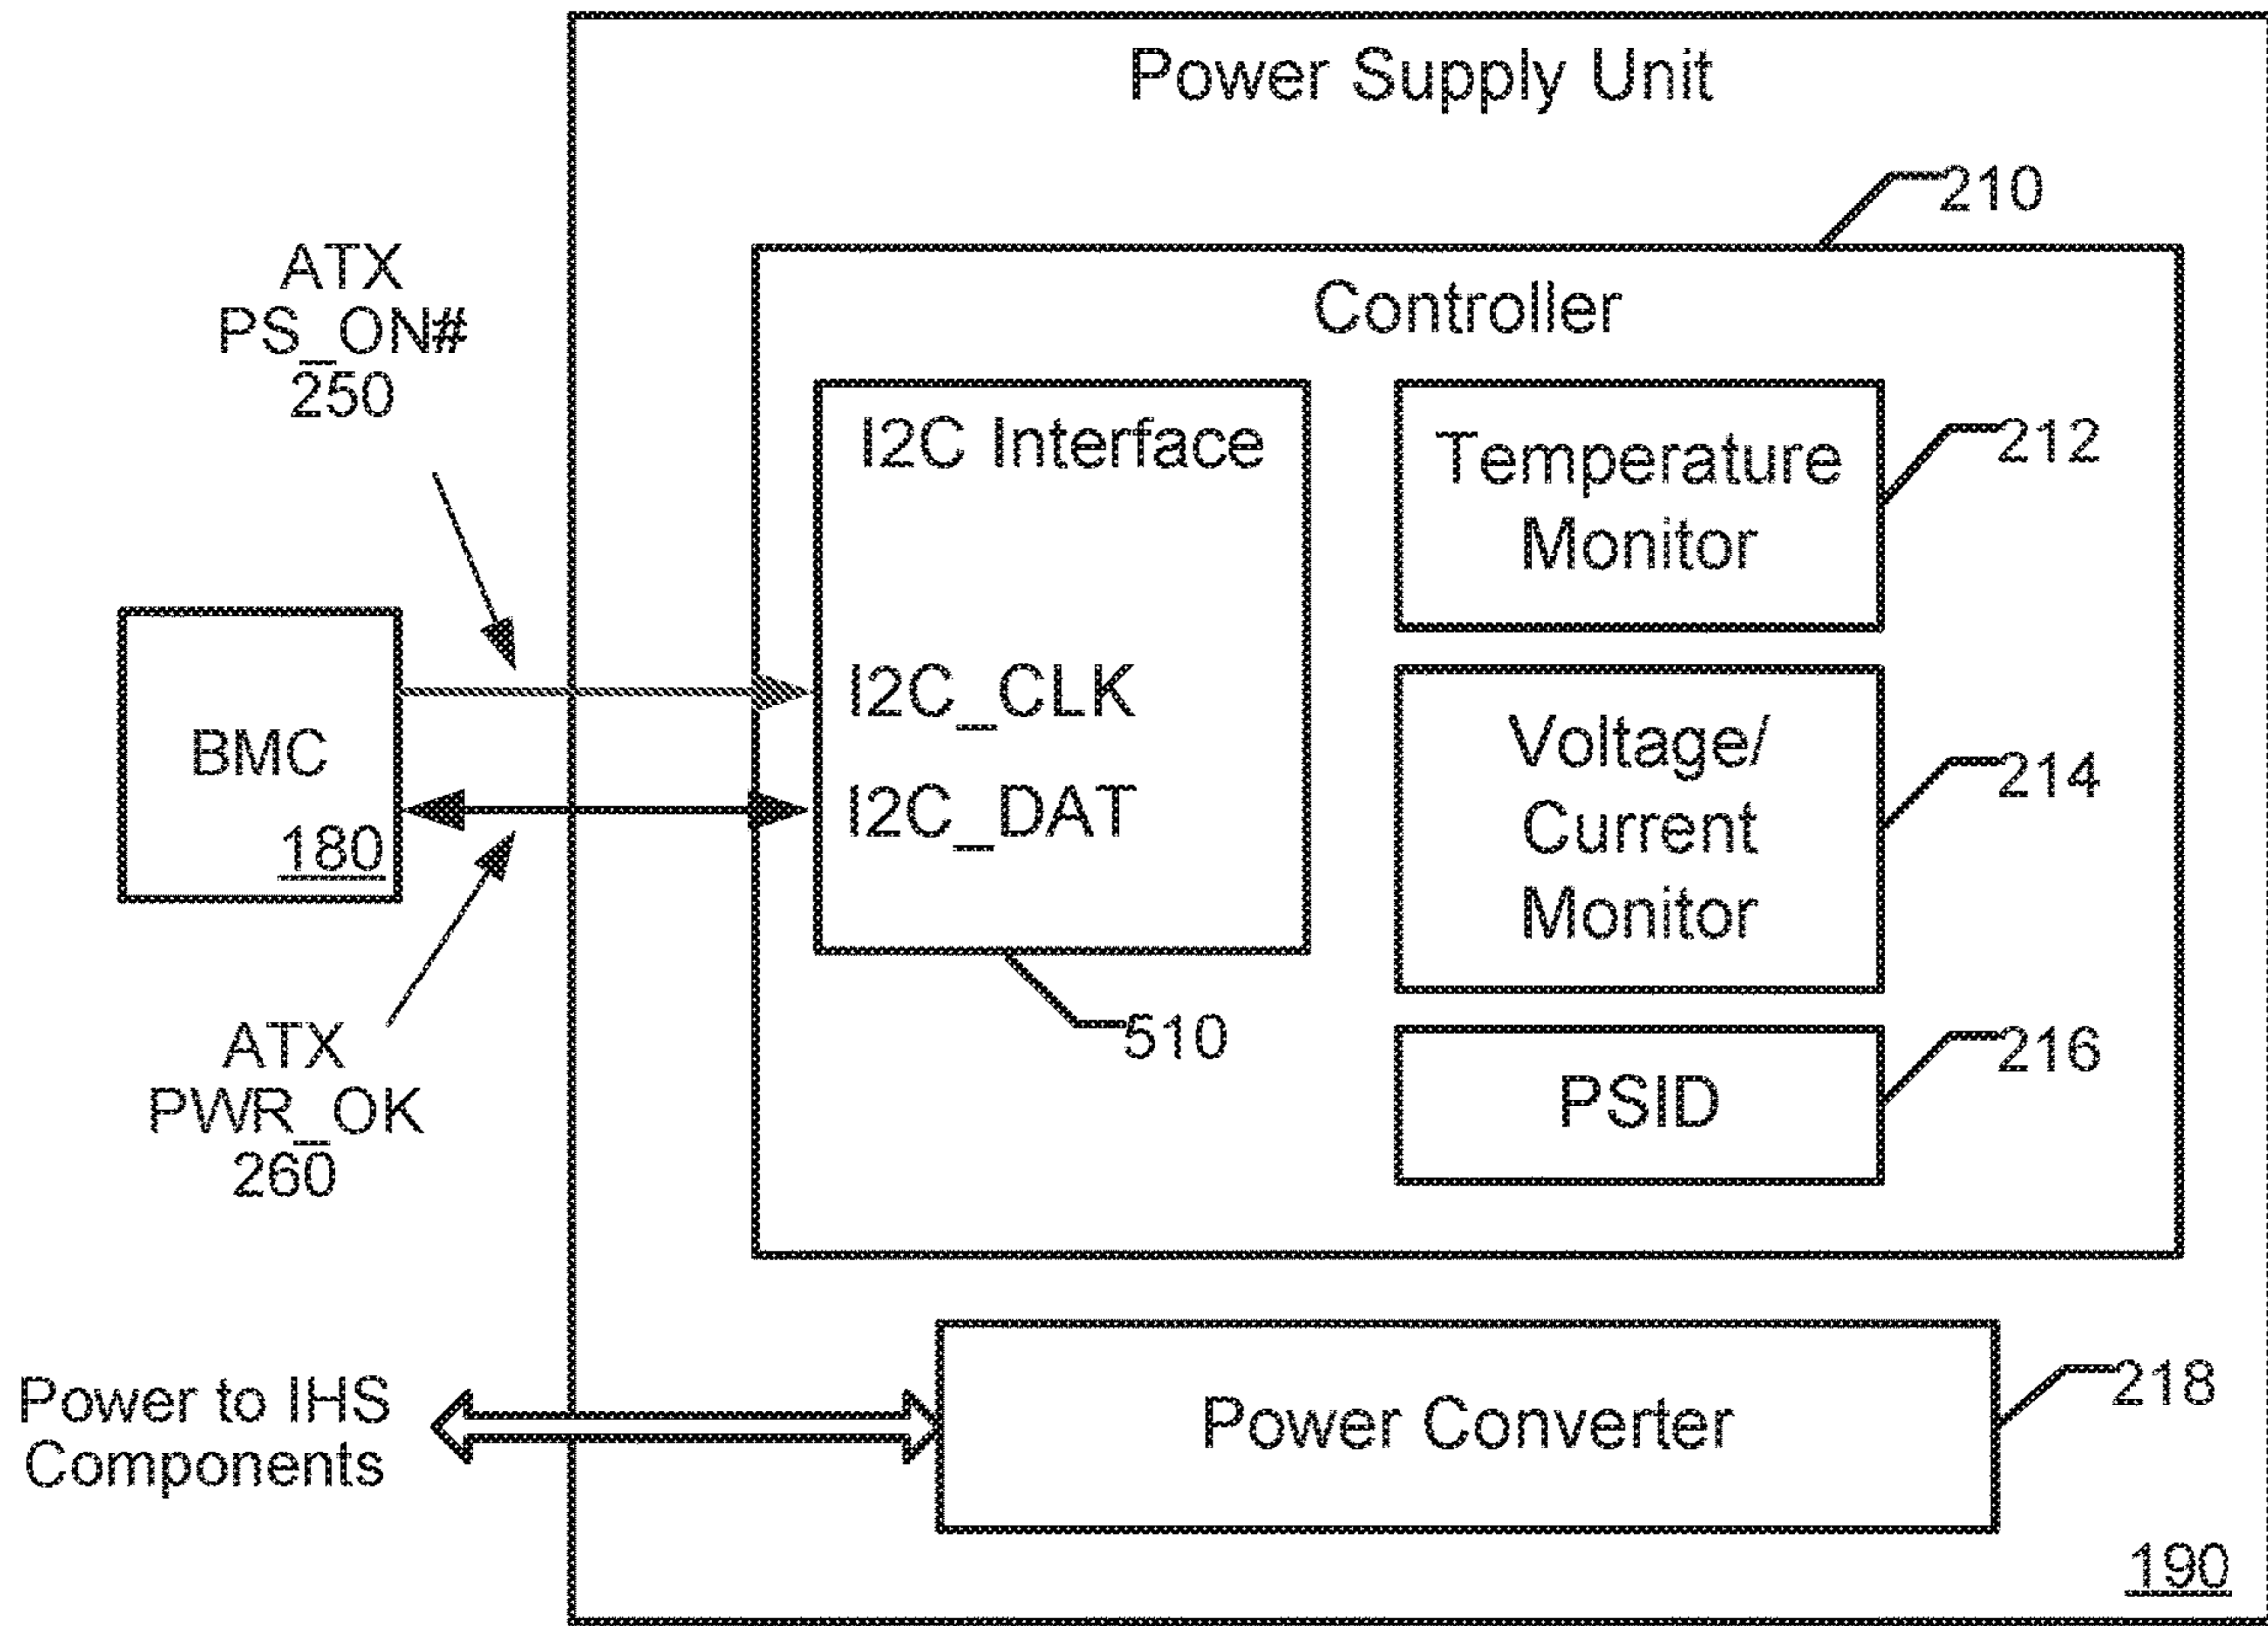 Power Supply Unit
210
ATX
PS_ON#
250
Controller
I2C Interface
I2C_CLK
I2C_DAT
510
Temperature
Monitor
212
Voltage/
Current
Monitor
214
PSID
216
BMC
180
ATX
PWR_OK
260
Power to IHS
Components
Power Converter
218
190